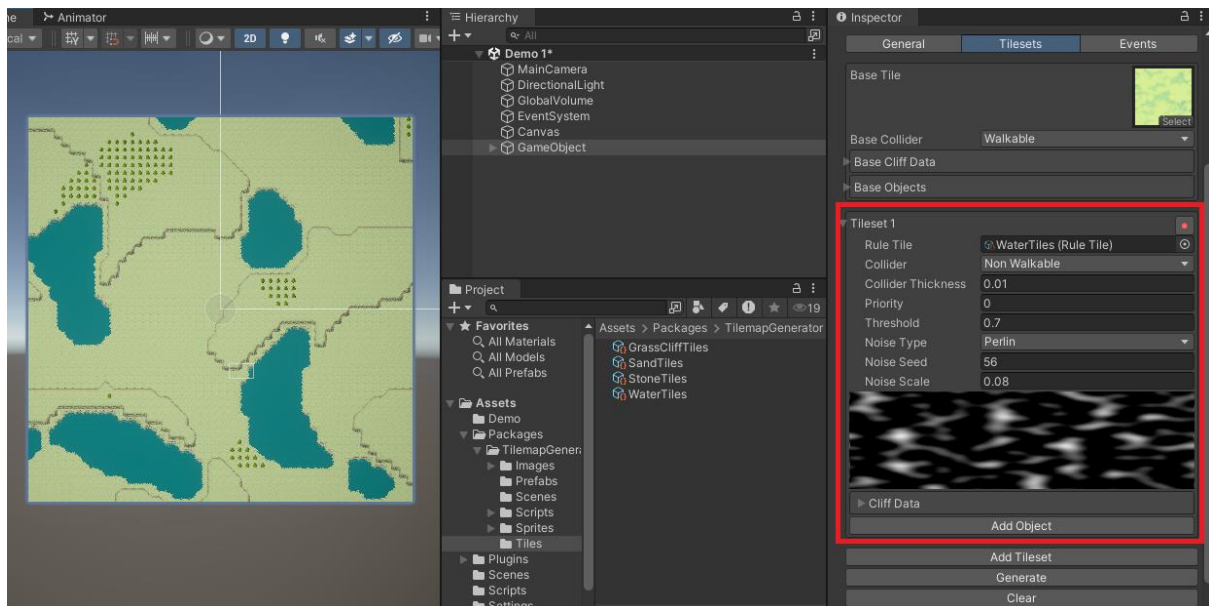 Animator
2D
Hierarchy
All
Demo 1*
MainCamera
DirectionalLight
GlobalVolume
EventSystem
Canvas
GameObject
Project
19
Favorites
All Materials
All Models
All Prefabs
Assets
Demo
Packages
TilemapGener
Images
Prefabs
Scenes
Scripts
Sprites
Tiles
Plugins
Scenes
Scripts
Settings
Assets > Packages > TilemapGenerator
GrassCliffTiles
SandTiles
StoneTiles
WaterTiles
Inspector
General Tilesets Events
Base Tile
Select
Base Collider Walkable
Base Cliff Data
Base Objects
Tileset 1
Rule Tile WaterTiles (Rule Tile)
Collider Non Walkable
Collider Thickness 0.01
Priority 0
Threshold 0.7
Noise Type Perlin
Noise Seed 56
Noise Scale 0.08
Cliff Data
Add Object
Add Tileset
Generate
Clear